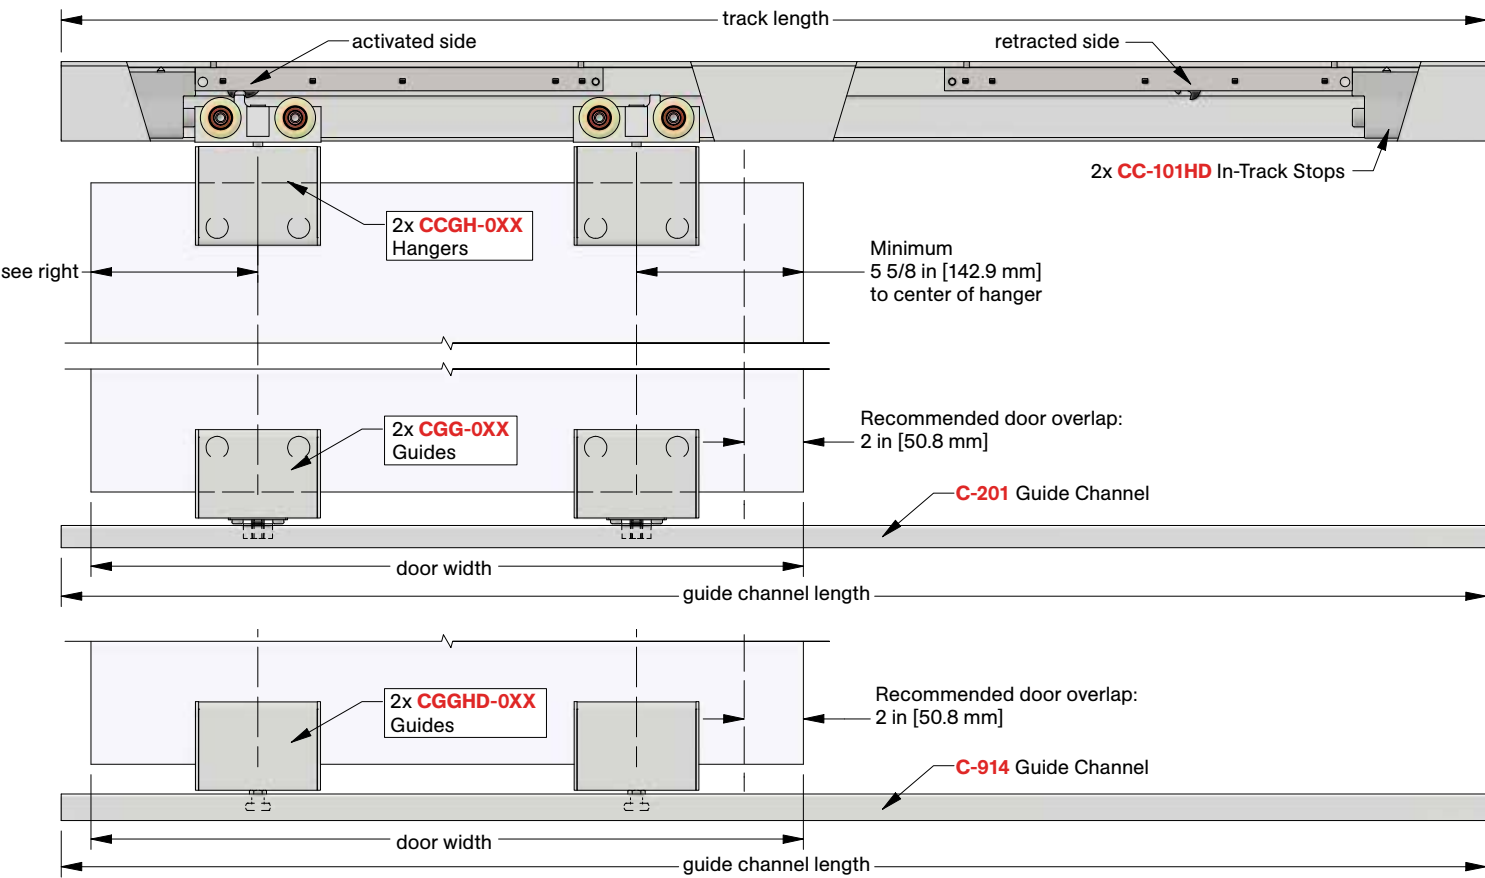 track length
activated side
retracted side
2x CC-101HD In-Track Stops
2x CCGH-0XX
Hangers
see right
Minimum
5 5/8 in [142.9 mm]
to center of hanger
2x CGG-0XX
Guides
Recommended door overlap:
2 in [50.8 mm]
C-201 Guide Channel
door width
guide channel length
2x CGGHD-0XX
Guides
Recommended door overlap:
2 in [50.8 mm]
C-914 Guide Channel
door width
guide channel length